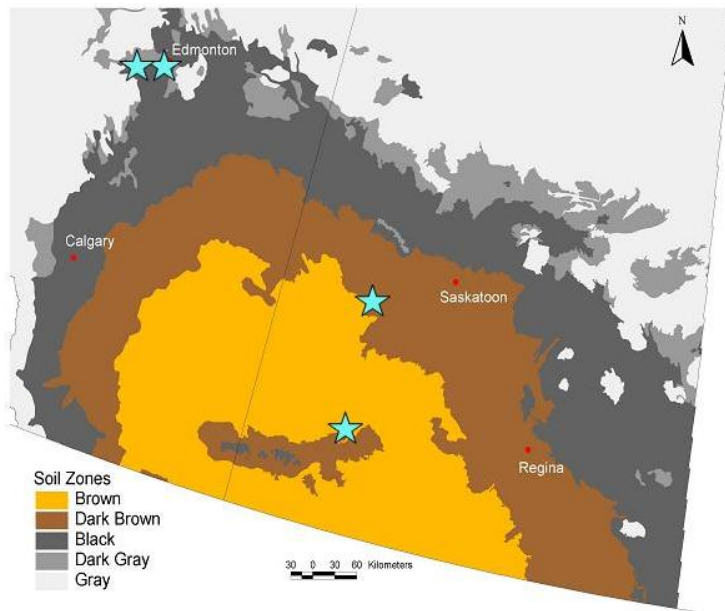 Edmonton
N
Calgary
Saskatoon
Regina
Soil Zones
Brown
Dark Brown
Black
Dark Gray
Gray
30 0 30 60 Kilometers